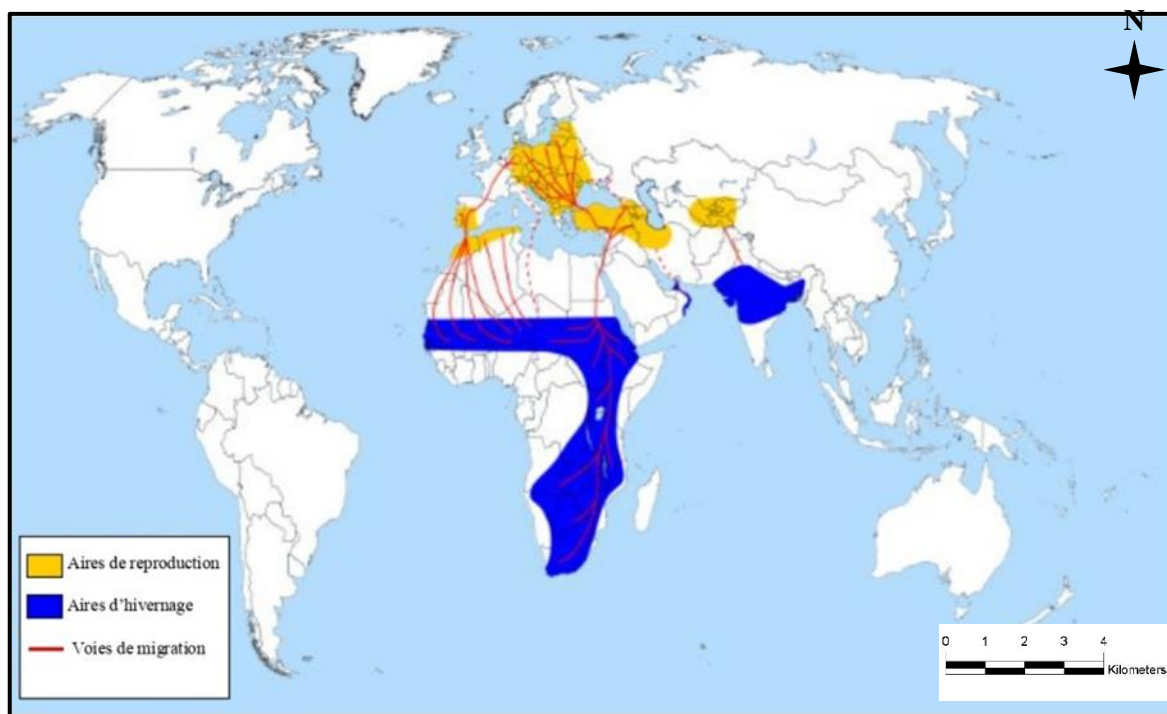 N
Aires de reproduction
Aires d’hivernage
Voies de migration
0 1 2 3 4
Kilometers